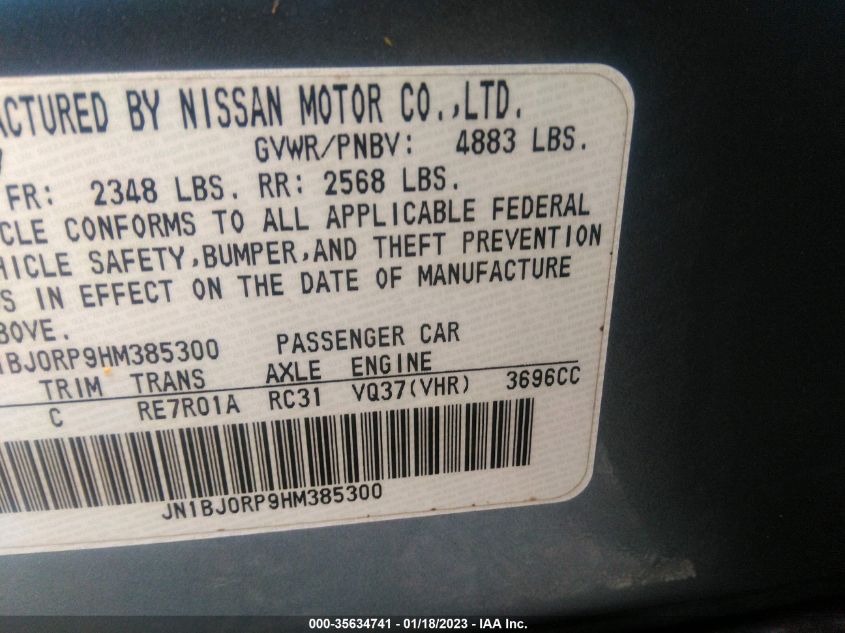 ACTURED BY NISSAN MOTOR CO.,LTD.
GVWR/PNBV: 4883 LBS.
FR: 2348 LBS. RR: 2568 LBS.
CLE CONFORMS TO ALL APPLICABLE FEDERAL
HICLE SAFETY,BUMPER,AND THEFT PREVENTION
S IN EFFECT ON THE DATE OF MANUFACTURE
BOVE.
1BJ0RP9HM385300 PASSENGER CAR
TRIM TRANS AXLE ENGINE
C RE7R01A RC31 VQ37(VHR) 3696CC
JN1BJ0RP9HM385300
000-35634741 - 01/18/2023 - IAA Inc.